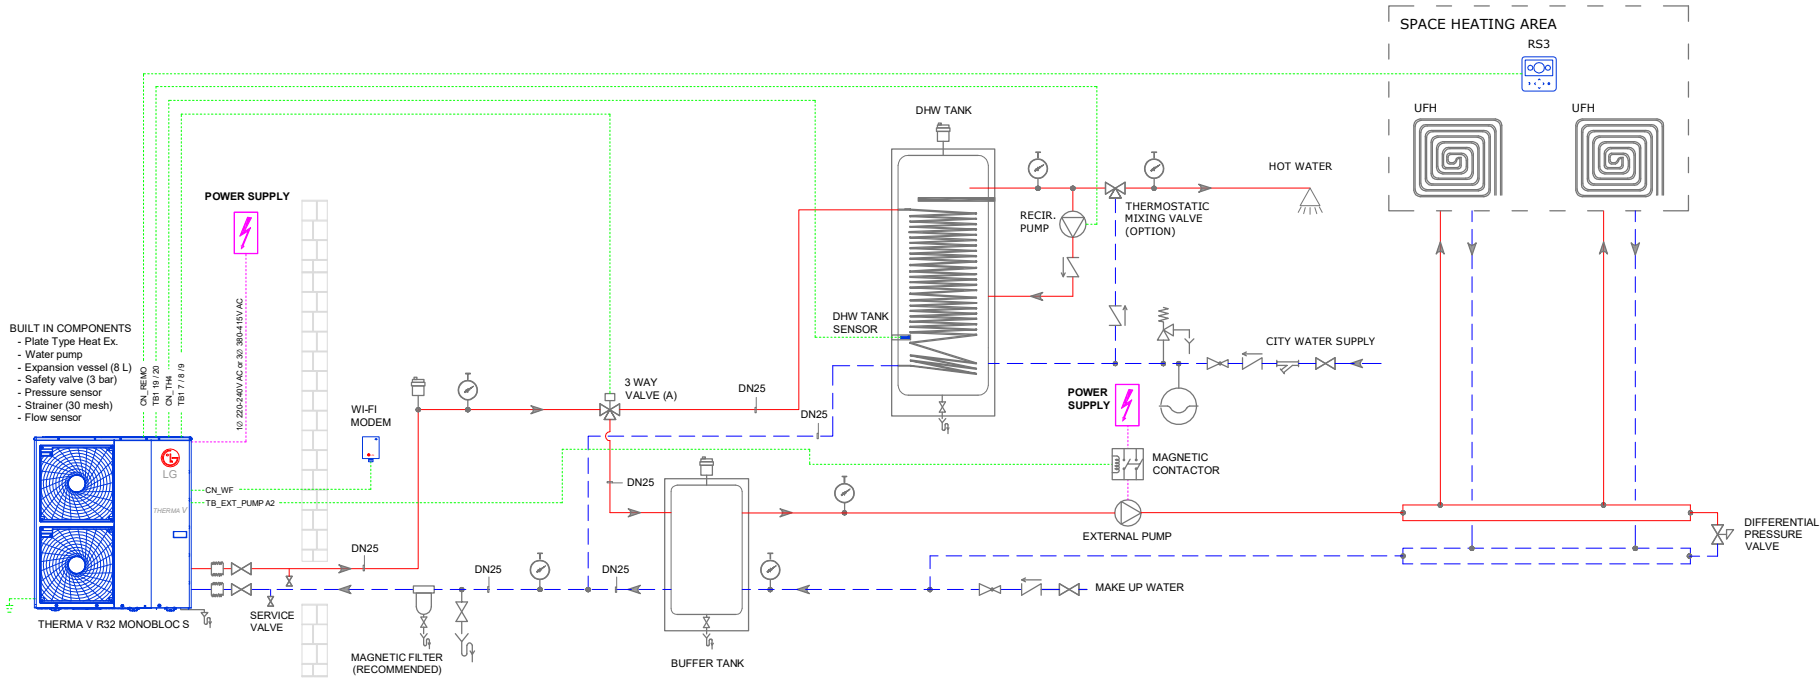 SPACE HEATING AREA
RS3
UFH
UFH
DHW TANK
HOT WATER
POWER SUPPLY
RECIR.
PUMP
THERMOSTATIC
MIXING VALVE
(OPTION)
DHW TANK
SENSOR
CITY WATER SUPPLY
BUILT IN COMPONENTS
- Plate Type Heat Ex.
- Water pump
- Expansion vessel (8 L)
- Safety valve (3 bar)
- Pressure sensor
- Strainer (30 mesh)
- Flow sensor
CN_REMO
TB1 19 / 20
CN_TH4
TB1 7 / 8 / 9
1∅ 220-240V AC or 3∅ 380-415V AC
3 WAY
VALVE (A)
DN25
DN25
POWER
SUPPLY
WI-FI
MODEM
MAGNETIC
CONTACTOR
LG
THERMA V
CN_WF
TB_EXT_PUMP A2
DN25
EXTERNAL PUMP
DIFFERENTIAL
PRESSURE
VALVE
DN25
DN25
DN25
MAKE UP WATER
SERVICE
VALVE
THERMA V R32 MONOBLOC S
MAGNETIC FILTER
(RECOMMENDED)
BUFFER TANK